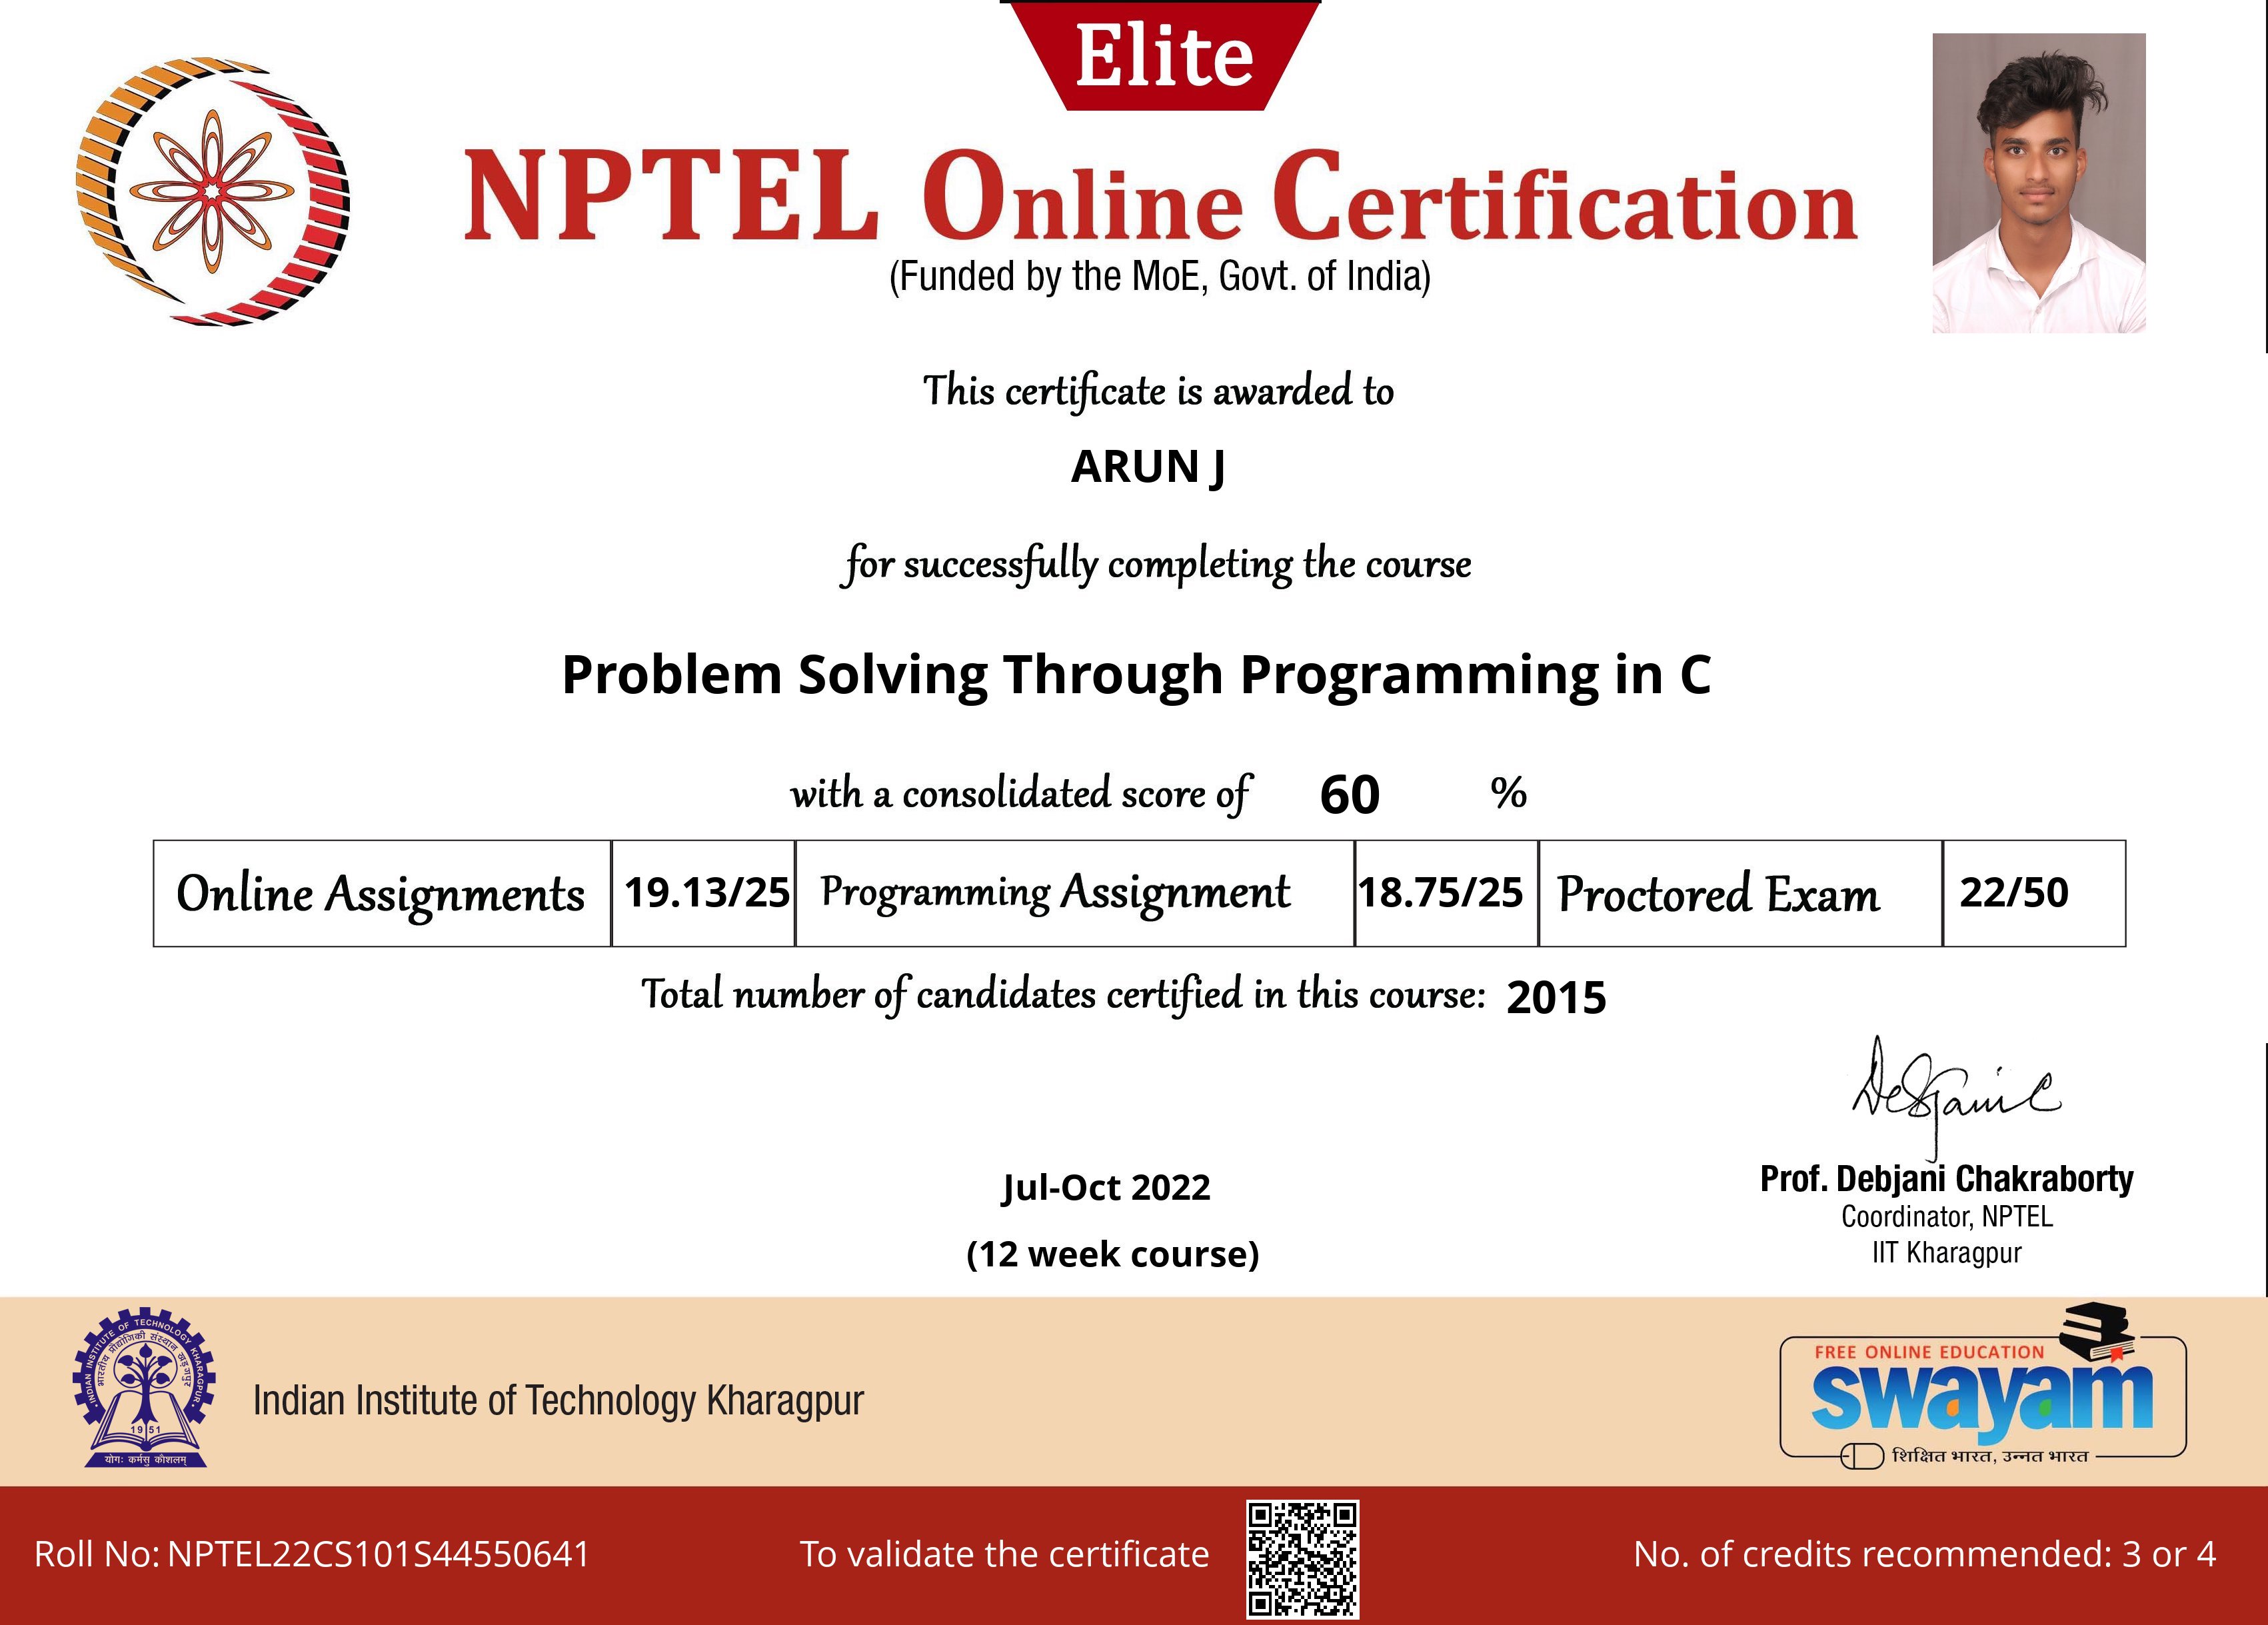 Elite
NPTEL Online Certification
(Funded by the MoE, Govt. of India)
This certificate is awarded to
ARUN J
for successfully completing the course
Problem Solving Through Programming in C
with a consolidated score of 60 %
Online Assignments 19.13/25 Programming Assignment 18.75/25 Proctored Exam 22/50
Total number of candidates certified in this course: 2015
Jul-Oct 2022
(12 week course)
Prof. Debjani Chakraborty
Coordinator, NPTEL
IIT Kharagpur
INDIAN INSTITUTE OF TECHNOLOGY KHARAGPUR
भारतीय प्रौद्योगिकी संस्थान खड़गपुर
1951
योगः कर्मसु कौशलम्
Indian Institute of Technology Kharagpur
FREE ONLINE EDUCATION
swayam
शिक्षित भारत, उन्नत भारत
Roll No: NPTEL22CS101S44550641
To validate the certificate
No. of credits recommended: 3 or 4